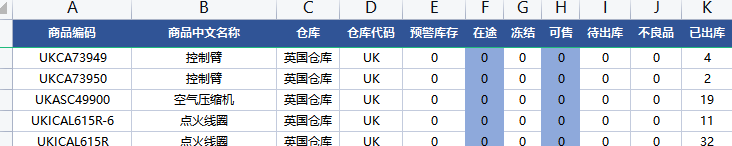 A B C D E F G H I J K
商品编码 商品中文名称 仓库 仓库代码 预警库存 在途 冻结 可售 待出库 不良品 已出库
UKCA73949 控制臂 英国仓库 UK 0 0 0 0 0 0 4
UKCA73950 控制臂 英国仓库 UK 0 0 0 0 0 0 2
UKASC49900 空气压缩机 英国仓库 UK 0 0 0 0 0 0 19
UKICAL615R-6 点火线圈 英国仓库 UK 0 0 0 0 0 0 11
UKICAL615R 点火线圈 英国仓库 UK 0 0 0 0 0 0 32